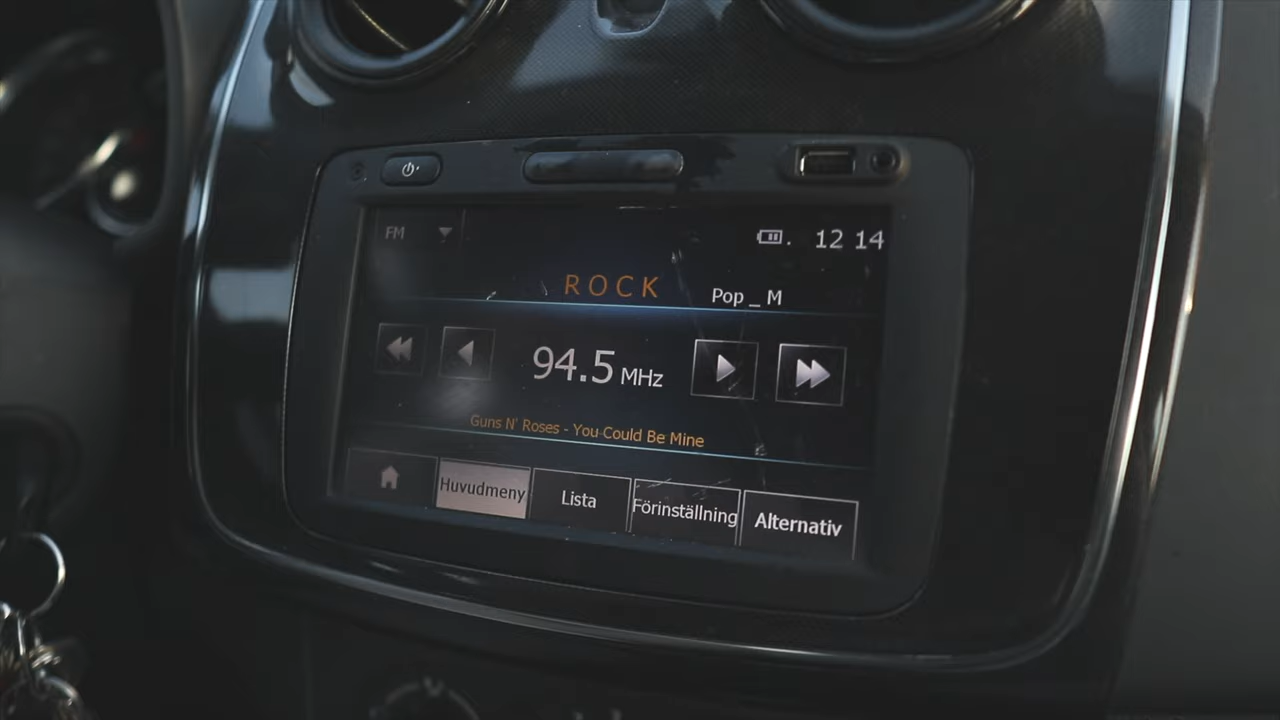 FM
12 14
ROCK
Pop _ M
94.5 MHz
Guns N' Roses - You Could Be Mine
Huvudmeny
Lista
Förinställning
Alternativ